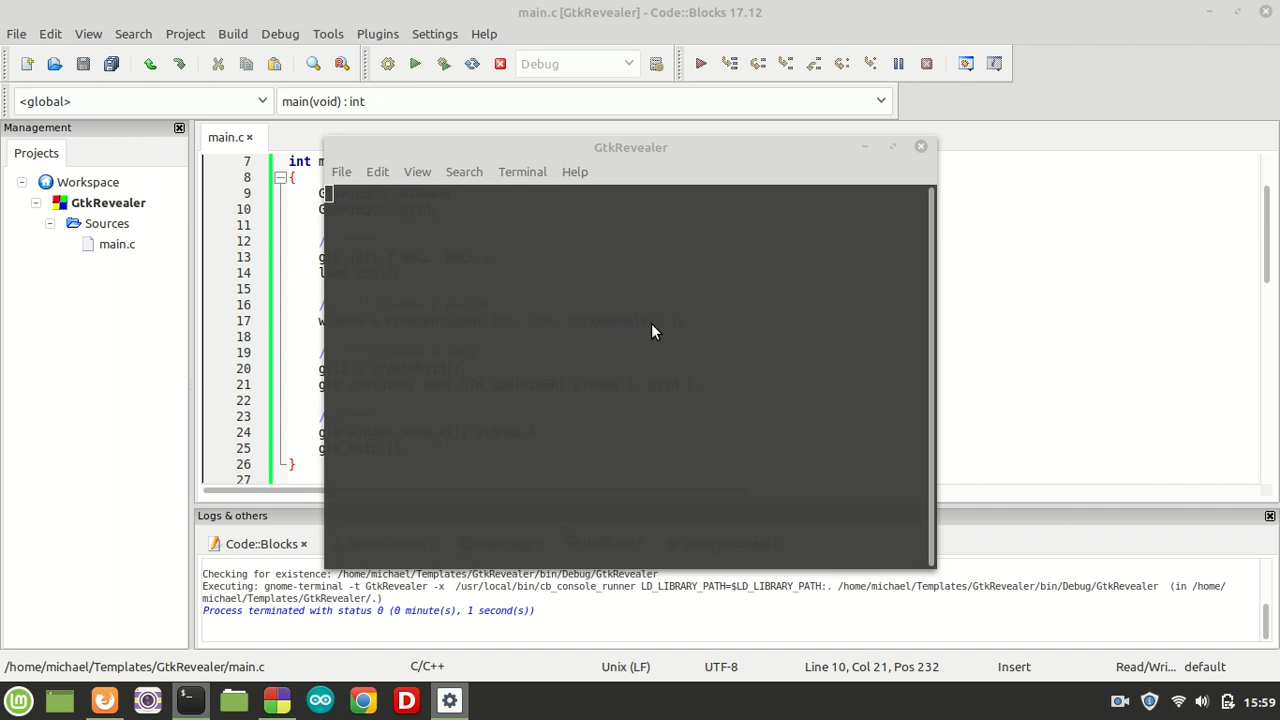 main.c [GtkRevealer] - Code::Blocks 17.12
File Edit View Search Project Build Debug Tools Plugins Settings Help
Debug
<global>
main(void) : int
Management
Projects
Workspace
GtkRevealer
Sources
main.c
main.c
7 int m
8 {
9
10
11
12
13
14
15
16
17
18
19
20
21
22
23
24
25
26 }
27
GtkRevealer
File Edit View Search Terminal Help
Logs & others
Code::Blocks
Checking for existence: /home/michael/Templates/GtkRevealer/bin/Debug/GtkRevealer
Executing: gnome-terminal -t GtkRevealer -x  /usr/local/bin/cb_console_runner LD_LIBRARY_PATH=$LD_LIBRARY_PATH:. /home/michael/Templates/GtkRevealer/bin/Debug/GtkRevealer  (in /home/
michael/Templates/GtkRevealer/.)
Process terminated with status 0 (0 minute(s), 1 second(s))
/home/michael/Templates/GtkRevealer/main.c C/C++ Unix (LF) UTF-8 Line 10, Col 21, Pos 232 Insert Read/Wri... default
15:59